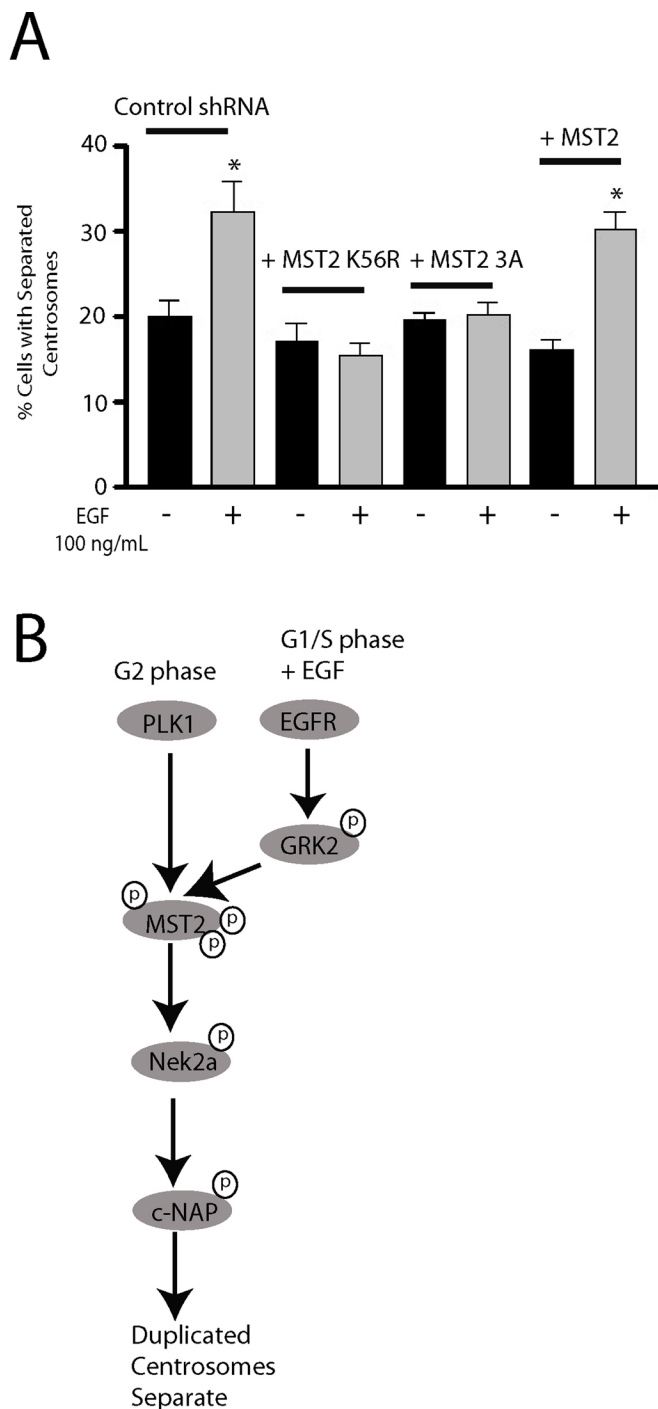 A
Control shRNA
+ MST2
+ MST2 K56R
+ MST2 3A
*
*
40
30
20
10
0
% Cells with Separated
Centrosomes
EGF - + - + - + - +
100 ng/mL
B
G2 phase
G1/S phase
+ EGF
PLK1
EGFR
GRK2
p
p
MST2
p
p
Nek2a
p
c-NAP
p
Duplicated
Centrosomes
Separate